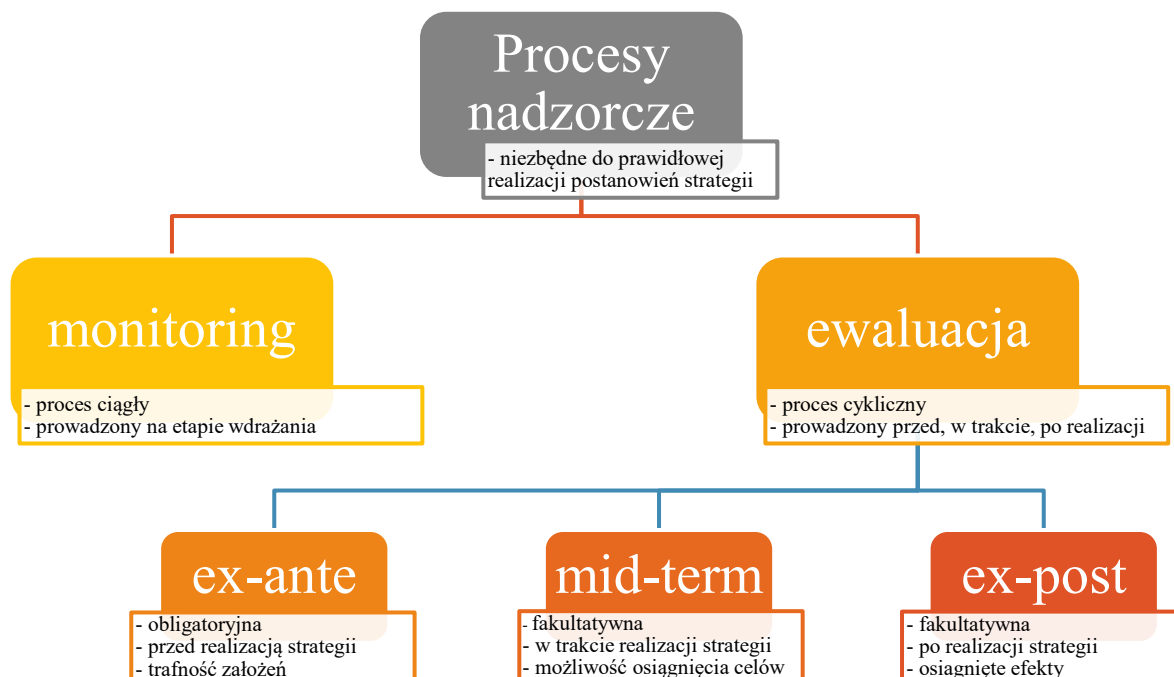 Procesy
nadzorcze
- niezbędne do prawidłowej
realizacji postanowień strategii
monitoring
- proces ciągły
- prowadzony na etapie wdrażania
ewaluacja
- proces cykliczny
- prowadzony przed, w trakcie, po realizacji
ex-ante
- obligatoryjna
- przed realizacją strategii
- trafność założeń
mid-term
- fakultatywna
- w trakcie realizacji strategii
- możliwość osiągnięcia celów
ex-post
- fakultatywna
- po realizacji strategii
- osiągnięte efekty